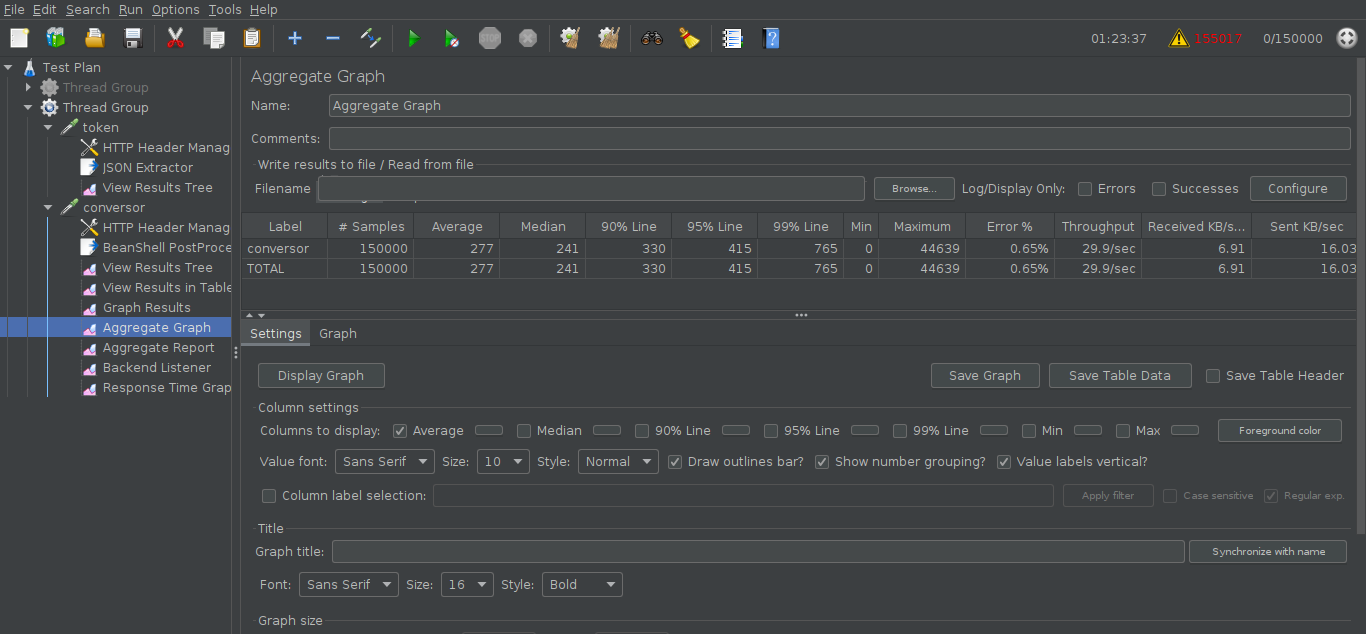 File Edit Search Run Options Tools Help
STOP
01:23:37 155017 0/150000
Test Plan
Thread Group
Thread Group
token
HTTP Header Manag
JSON Extractor
View Results Tree
conversor
HTTP Header Manag
BeanShell PostProce
View Results Tree
View Results in Table
Graph Results
Aggregate Graph
Aggregate Report
Backend Listener
Response Time Grap
Aggregate Graph
Name: Aggregate Graph
Comments:
Write results to file / Read from file
Filename Browse... Log/Display Only: Errors Successes Configure
Label # Samples Average Median 90% Line 95% Line 99% Line Min Maximum Error % Throughput Received KB/s... Sent KB/sec
conversor 150000 277 241 330 415 765 0 44639 0.65% 29.9/sec 6.91 16.03
TOTAL 150000 277 241 330 415 765 0 44639 0.65% 29.9/sec 6.91 16.03
Settings Graph
Display Graph Save Graph Save Table Data Save Table Header
Column settings
Columns to display: Average Median 90% Line 95% Line 99% Line Min Max Foreground color
Value font: Sans Serif Size: 10 Style: Normal Draw outlines bar? Show number grouping? Value labels vertical?
Column label selection: Apply filter Case sensitive Regular exp.
Title
Graph title: Synchronize with name
Font: Sans Serif Size: 16 Style: Bold
Graph size